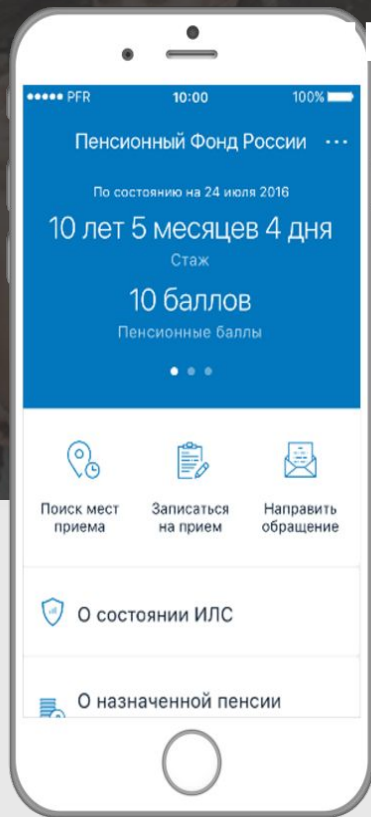 PFR 10:00 100%
Пенсионный Фонд России ...
По состоянию на 24 июля 2016
10 лет 5 месяцев 4 дня
Стаж
10 баллов
Пенсионные баллы
Поиск мест
приема
Записаться
на прием
Направить
обращение
О состоянии ИЛС
О назначенной пенсии